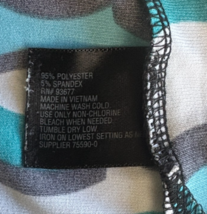 95% POLYESTER
5% SPANDEX
RN# 83677
MADE IN VIETNAM
MACHINE WASH COLD
USE ONLY NON-CHLORINE
BLEACH WHEN NEEDED
TUMBLE DRY LOW
IRON ON LOWEST SETTING AS
SUPPLIER 75590-0